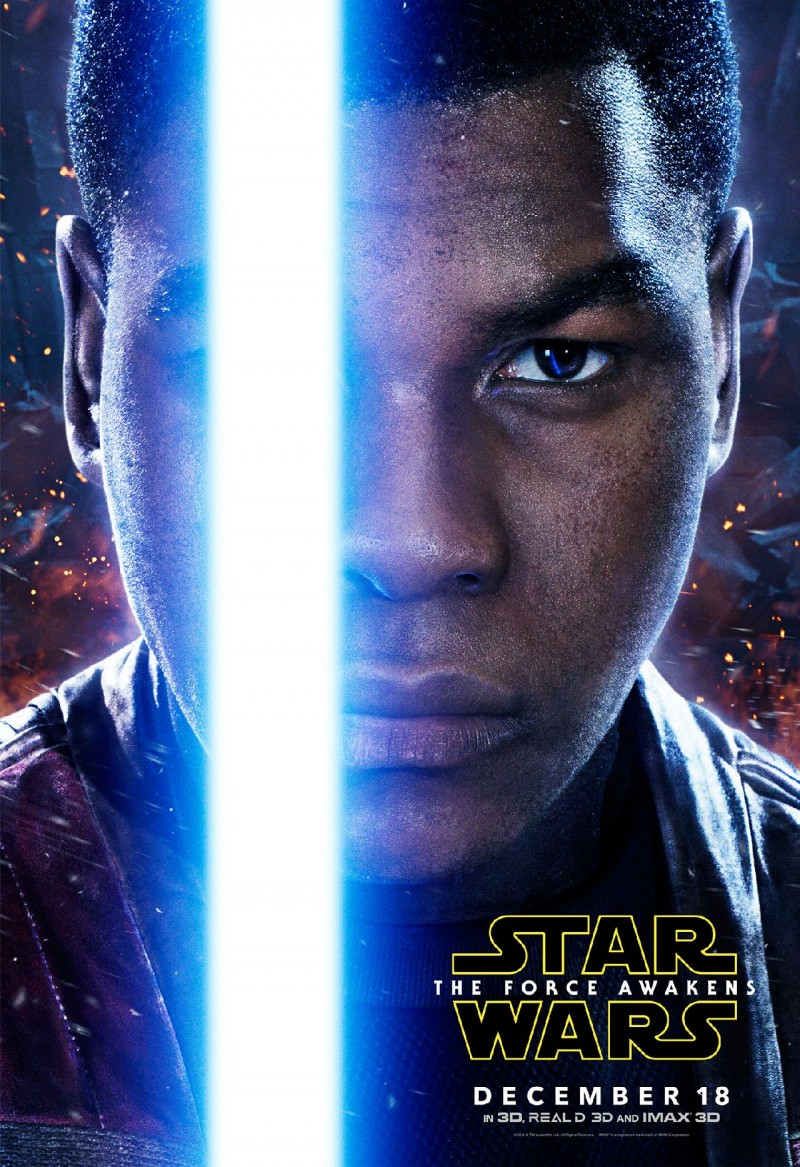 STAR
THE FORCE AWAKENS
WARS
DECEMBER 18
IN 3D, REAL D 3D AND IMAX 3D